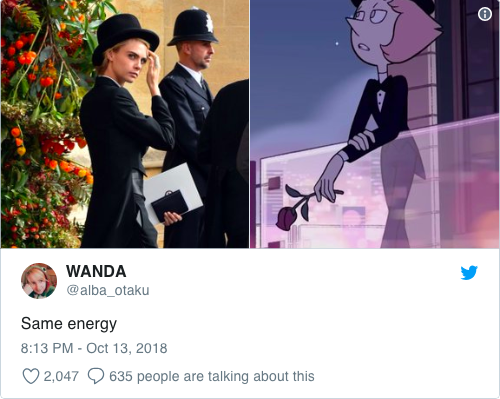 WANDA
@alba_otaku
Same energy
8:13 PM - Oct 13, 2018
2,047 635 people are talking about this